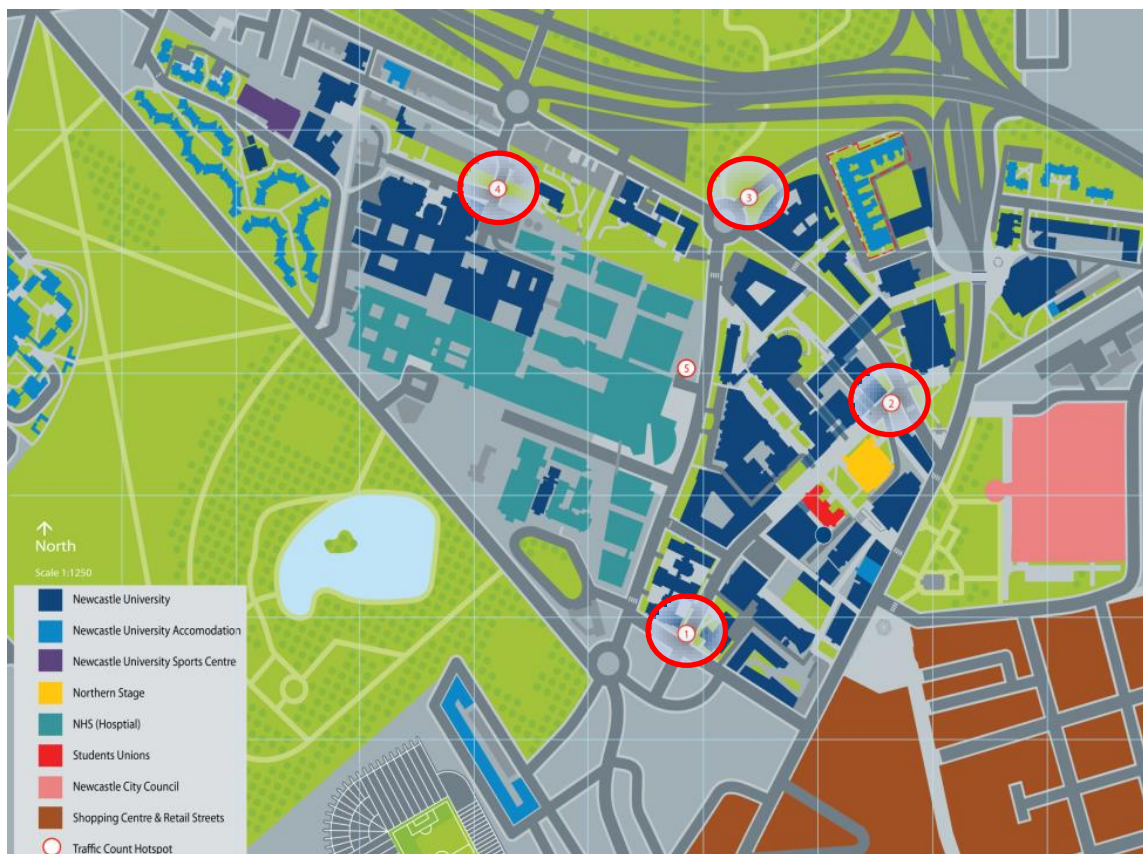 4
3
5
2
1
North
Scale 1:1250
Newcastle University
Newcastle University Accomodation
Newcastle University Sports Centre
Northern Stage
NHS (Hosptial)
Students Unions
Newcastle City Council
Shopping Centre & Retail Streets
Traffic Count Hotspot